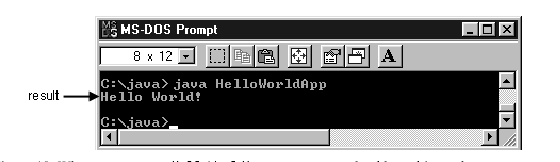 MS-DOS Prompt
8 x 12
A
C:\java> java HelloWorldApp
result
Hello World!
C:\java>_